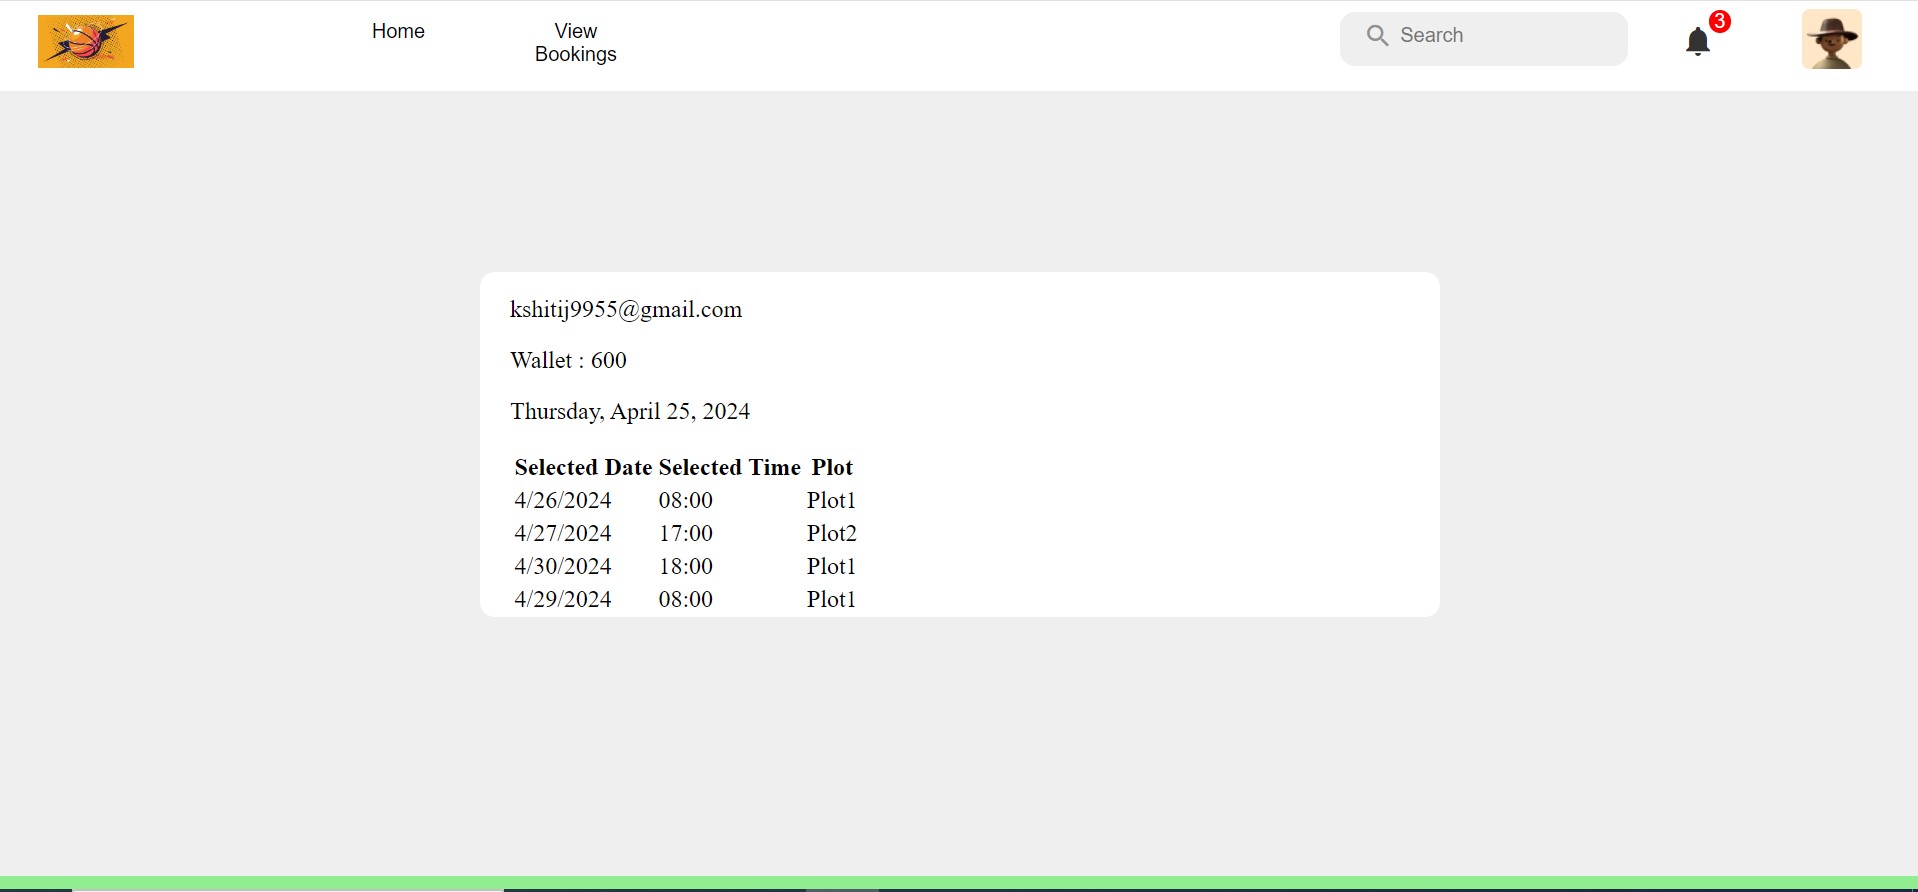 Home
View
Bookings
Search
3
kshitij9955@gmail.com
Wallet : 600
Thursday, April 25, 2024
Selected Date Selected Time Plot
4/26/2024 08:00 Plot1
4/27/2024 17:00 Plot2
4/30/2024 18:00 Plot1
4/29/2024 08:00 Plot1